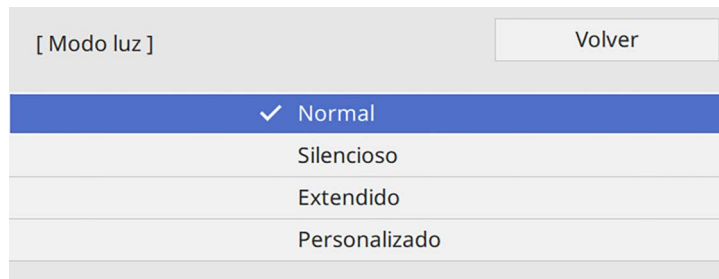 [ Modo luz ]
Volver
Normal
Silencioso
Extendido
Personalizado